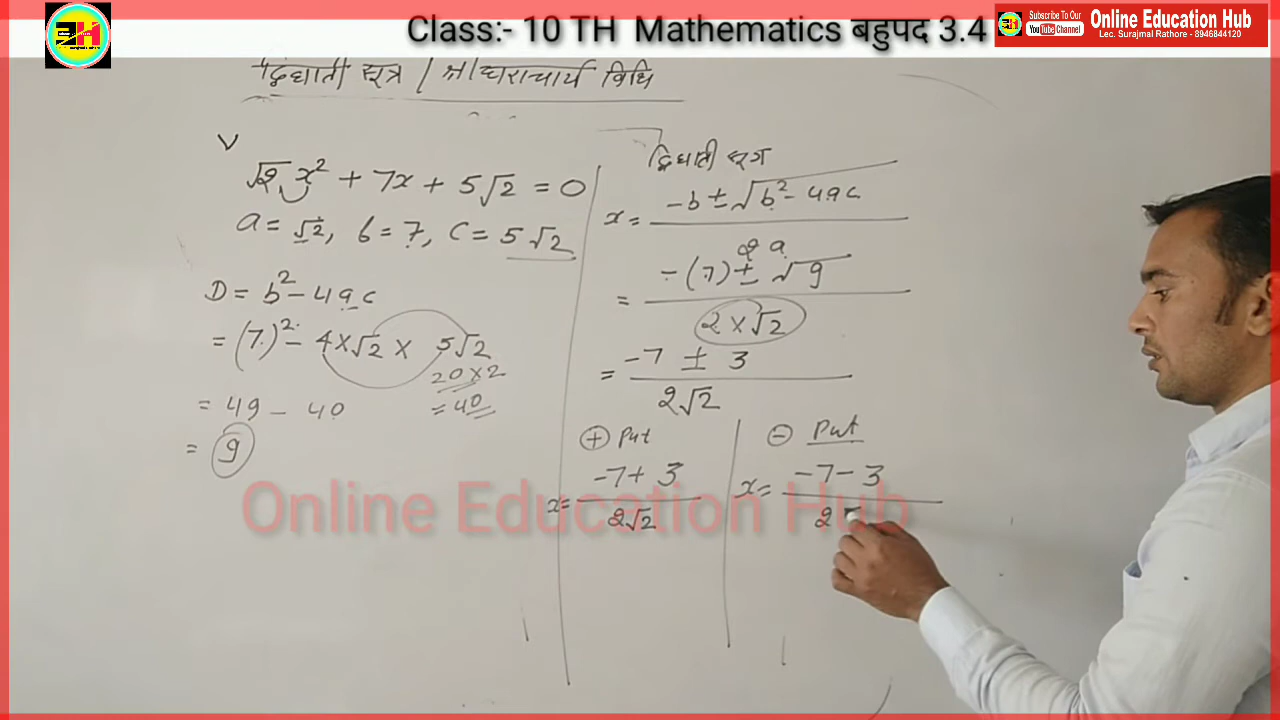 Class:- 10 TH Mathematics बहुपद 3.4
Subscribe To Our
YouTube Channel
Online Education Hub
Lec. Surajmal Rathore - 8946844120
द्विघाती सूत्र / श्रीधराचार्य विधि
V
√2 x² + 7x + 5√2 = 0
a = √2, b = 7, c = 5√2
D = b² - 4ac
= (7)² - 4×√2 × 5√2
20×2
= 40
= 49 - 40
= 9
द्विघाती सूत्र
x = -b ± √b² - 4ac
2a
= -(7) ± √9
2 × √2
= -7 ± 3
2√2
+ Put
x = -7 + 3
2√2
- Put
x = -7 - 3
2√
Online Education Hub